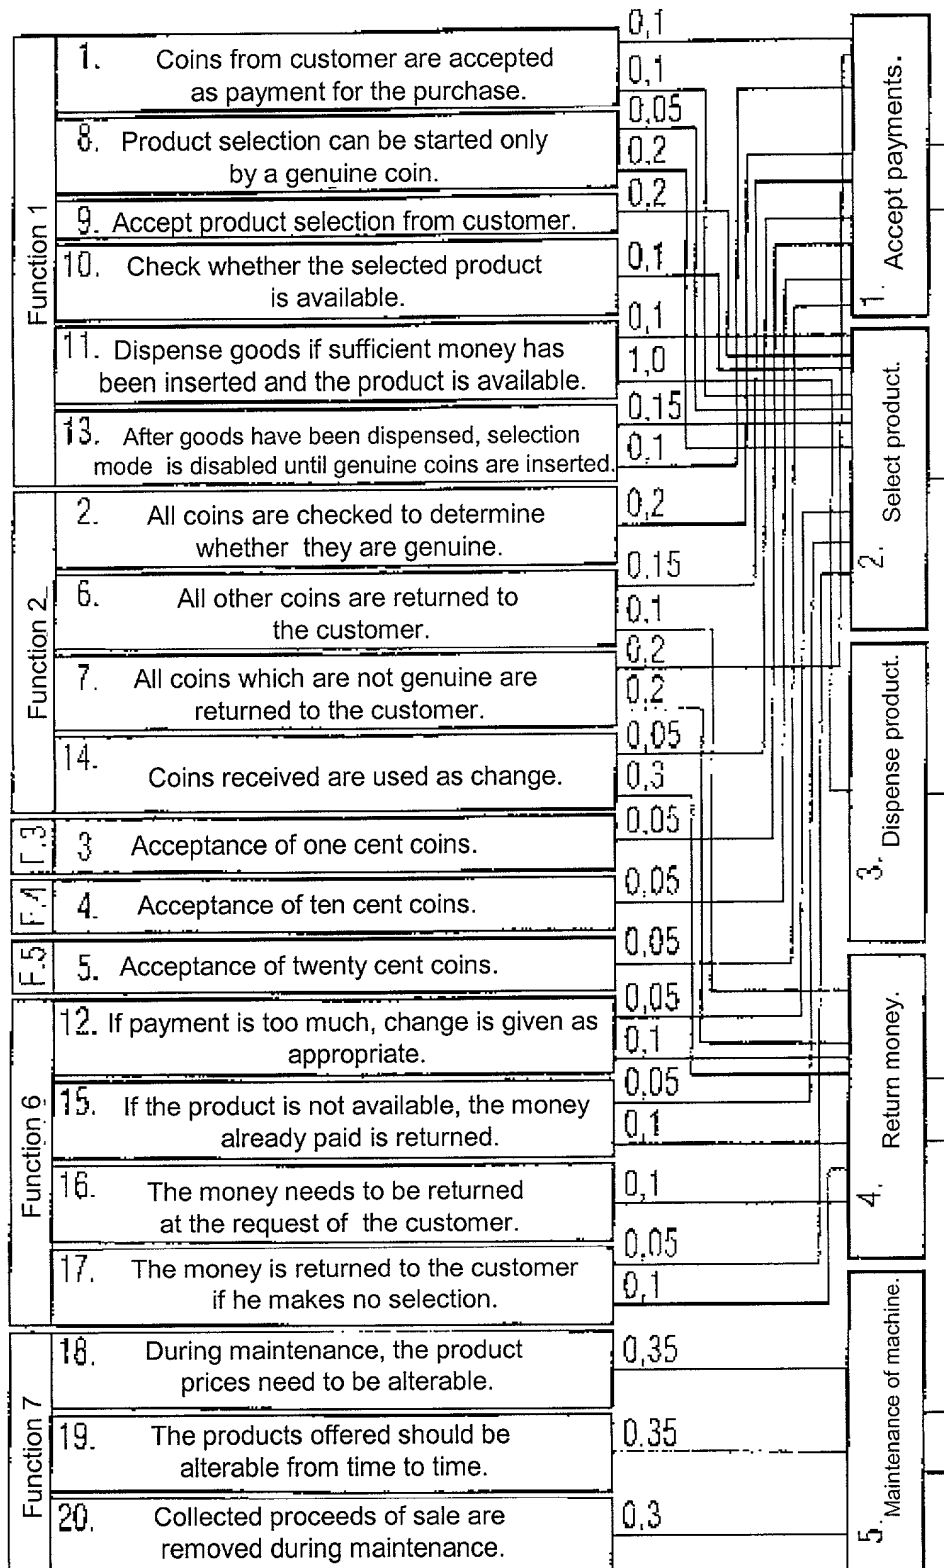 Function 1
1. Coins from customer are accepted
as payment for the purchase.
8. Product selection can be started only
by a genuine coin.
9. Accept product selection from customer.
10. Check whether the selected product
is available.
11. Dispense goods if sufficient money has
been inserted and the product is available.
13. After goods have been dispensed, selection
mode is disabled until genuine coins are inserted.
Function 2
2. All coins are checked to determine
whether they are genuine.
6. All other coins are returned to
the customer.
7. All coins which are not genuine are
returned to the customer.
14. Coins received are used as change.
F.3
3 Acceptance of one cent coins.
F.4
4. Acceptance of ten cent coins.
F.5
5. Acceptance of twenty cent coins.
Function 6
12. If payment is too much, change is given as
appropriate.
15. If the product is not available, the money
already paid is returned.
16. The money needs to be returned
at the request of the customer.
17. The money is returned to the customer
if he makes no selection.
Function 7
18. During maintenance, the product
prices need to be alterable.
19. The products offered should be
alterable from time to time.
20. Collected proceeds of sale are
removed during maintenance.
0,1
0,1
0,05
0,2
0,2
0,1
0,1
1,0
0,15
0,1
0,2
0.15
0,1
0,2
0,2
0,05
0,3
0,05
0,05
0,05
0,05
0,1
0,05
0,1
0,1
0,05
0,1
0,35
0.35
0,3
1. Accept payments.
2. Select product.
3. Dispense product.
4. Return money.
5. Maintenance of machine.